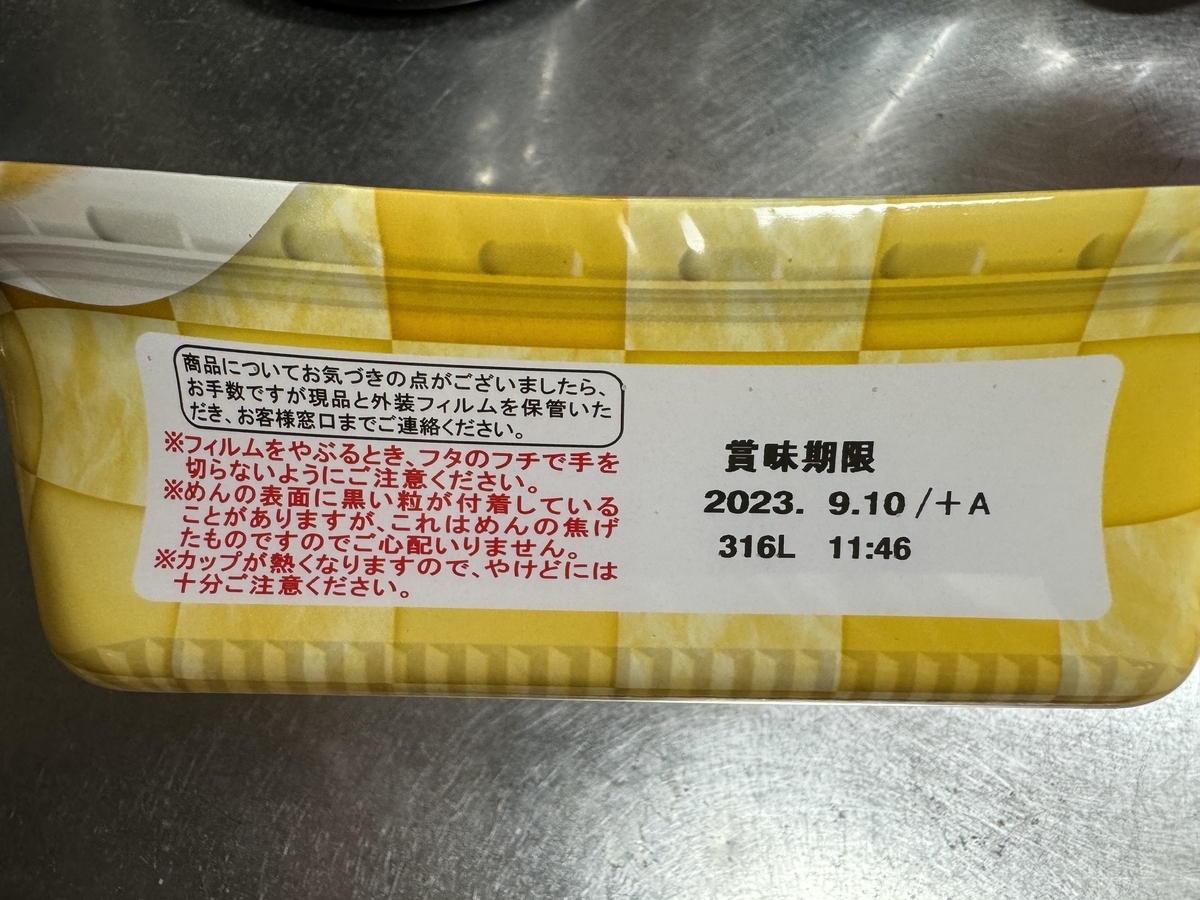 商品についてお気づきの点がございましたら、
お手数ですが現品と外装フィルムを保管いた
だき、お客様窓口までご連絡ください。
※フィルムをやぶるとき、フタのフチで手を
切らないようにご注意ください。
※めんの表面に黒い粒が付着している
ことがありますが、これはめんの焦げ
たものですのでご心配いりません。
※カップが熱くなりますので、やけどには
十分ご注意ください。
賞味期限
2023. 9.10 /+A
316L 11:46